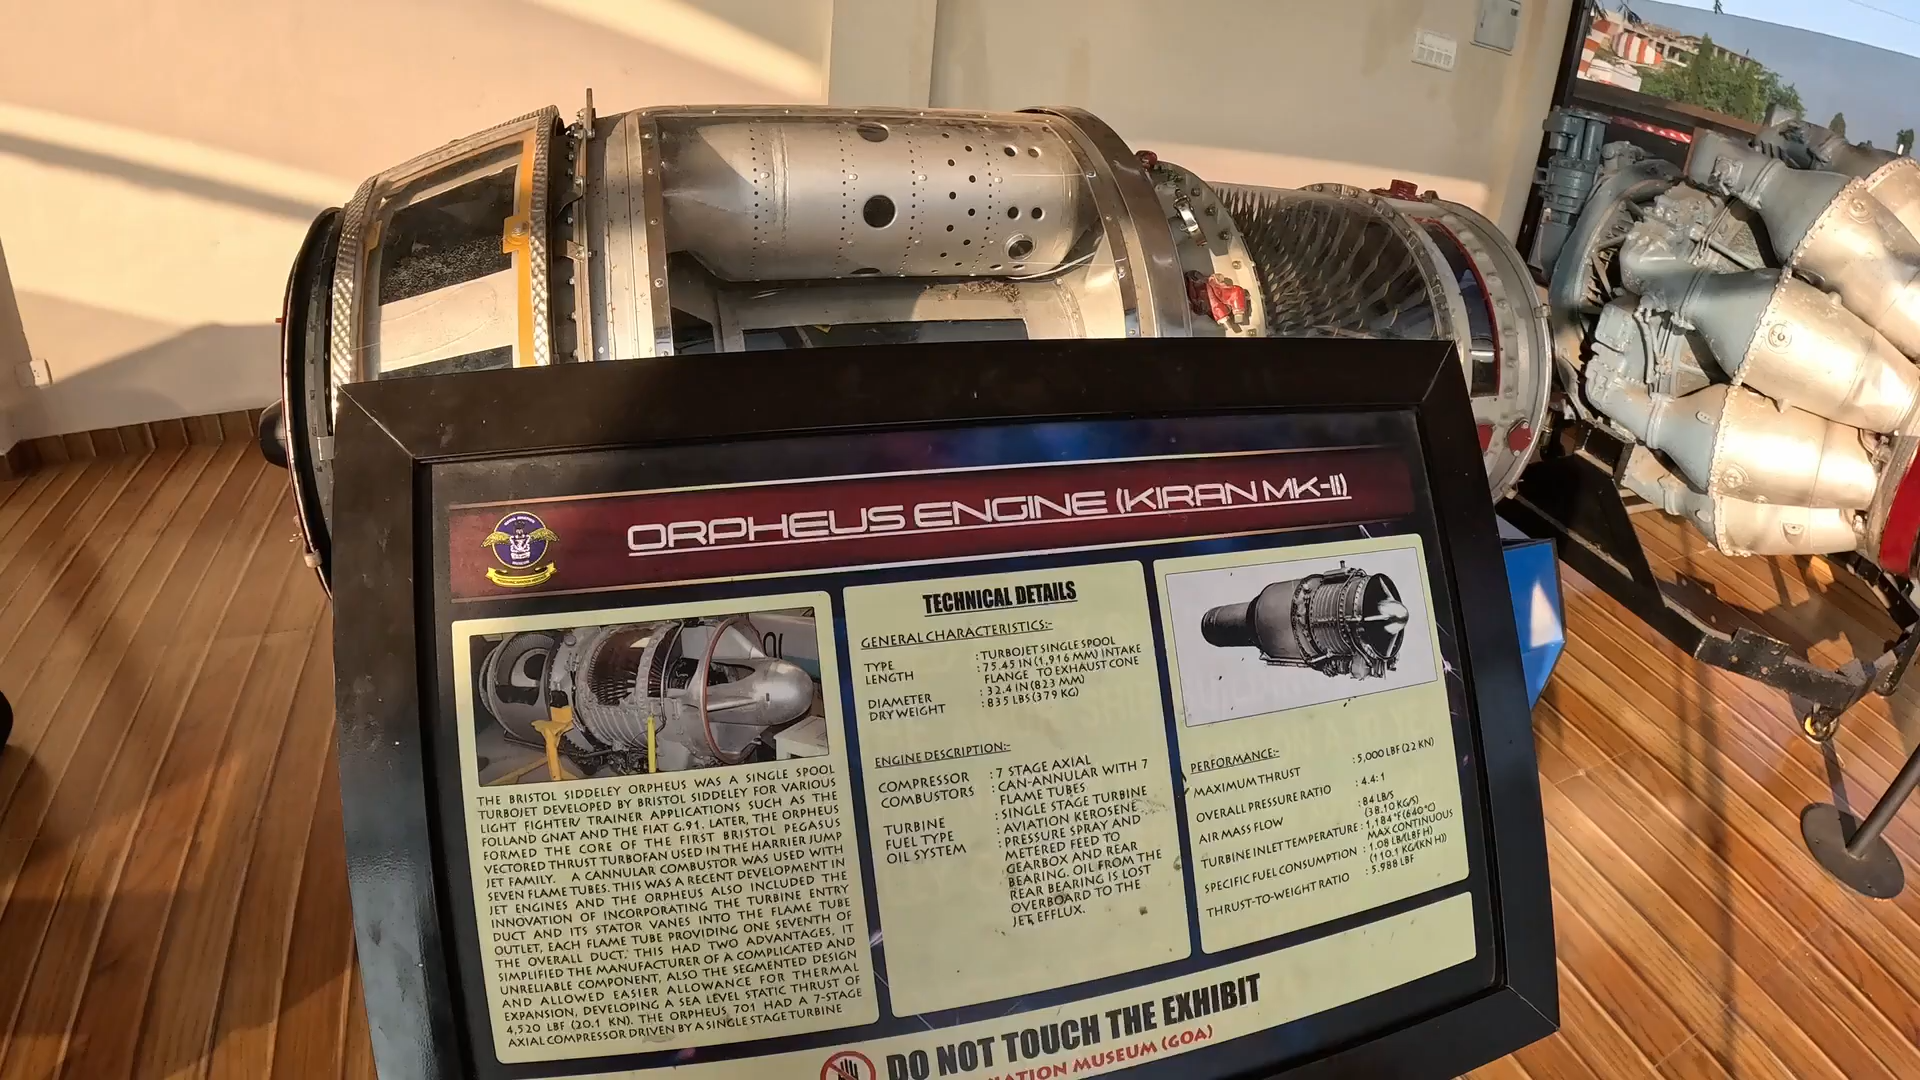 ORPHEUS ENGINE (KIRAN MK-II)
THE BRISTOL SIDDELEY ORPHEUS WAS A SINGLE SPOOL
TURBOJET DEVELOPED BY BRISTOL SIDDELEY FOR VARIOUS
LIGHT FIGHTER/ TRAINER APPLICATIONS SUCH AS THE
FOLLAND GNAT AND THE FIAT G.91. LATER, THE ORPHEUS
FORMED THE CORE OF THE FIRST BRISTOL PEGASUS
VECTORED THRUST TURBOFAN USED IN THE HARRIER JUMP
JET FAMILY. A CANNULAR COMBUSTOR WAS USED WITH
SEVEN FLAME TUBES. THIS WAS A RECENT DEVELOPMENT IN
JET ENGINES AND THE ORPHEUS ALSO INCLUDED THE
INNOVATION OF INCORPORATING THE TURBINE ENTRY
DUCT AND ITS STATOR VANES INTO THE FLAME TUBE
OUTLET, EACH FLAME TUBE PROVIDING ONE SEVENTH OF
THE OVERALL DUCT. THIS HAD TWO ADVANTAGES, IT
SIMPLIFIED THE MANUFACTURER OF A COMPLICATED AND
UNRELIABLE COMPONENT, ALSO THE SEGMENTED DESIGN
AND ALLOWED EASIER ALLOWANCE FOR THERMAL
EXPANSION, DEVELOPING A SEA LEVEL STATIC THRUST OF
4,520 LBF (20.1 KN). THE ORPHEUS 701 HAD A 7-STAGE
AXIAL COMPRESSOR DRIVEN BY A SINGLE STAGE TURBINE
TECHNICAL DETAILS
GENERAL CHARACTERISTICS:-
TYPE : TURBOJET SINGLE SPOOL
LENGTH : 75.45 IN (1,916 MM) INTAKE
FLANGE TO EXHAUST CONE
DIAMETER : 32.4 IN (823 MM)
DRY WEIGHT : 835 LBS (379 KG)
ENGINE DESCRIPTION:-
COMPRESSOR : 7 STAGE AXIAL
COMBUSTORS : CAN-ANNULAR WITH 7
FLAME TUBES
TURBINE : SINGLE STAGE TURBINE
FUEL TYPE : AVIATION KEROSENE
OIL SYSTEM : PRESSURE SPRAY AND
METERED FEED TO
GEARBOX AND REAR
BEARING. OIL FROM THE
REAR BEARING IS LOST
OVERBOARD TO THE
JET EFFLUX.
PERFORMANCE:-
MAXIMUM THRUST : 5,000 LBF (22 KN)
OVERALL PRESSURE RATIO : 4.4:1
AIR MASS FLOW : 84 LB/S
(38.10 KG/S)
TURBINE INLET TEMPERATURE : 1,184 °F (640 °C)
MAX CONTINUOUS
SPECIFIC FUEL CONSUMPTION : 1.08 LB/(LBF H)
(110.1 KG/(KN H))
THRUST-TO-WEIGHT RATIO : 5.988 LBF
DO NOT TOUCH THE EXHIBIT
MUSEUM (GOA)